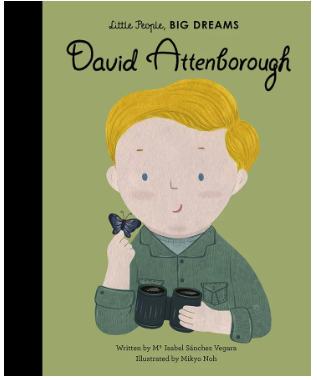 Little People, BIG DREAMS
David Attenborough
Written by Mª Isabel Sánchez Vegara
Illustrated by Mikyo Noh